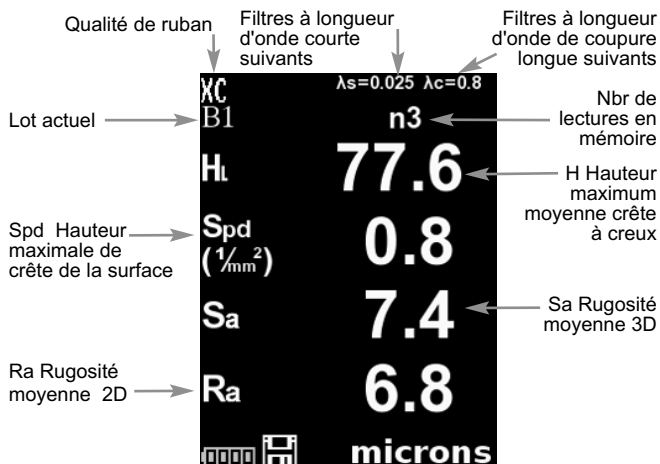 Qualité de ruban
Filtres à longueur
d'onde courte
suivants
Filtres à longueur
d'onde de coupure
longue suivants
XC
λs=0.025 λc=0.8
Lot actuel
B1
n3
Nbr de
lectures en
mémoire
HL
77.6
H Hauteur
maximum
moyenne crête
à creux
Spd Hauteur
maximale de
crête de la surface
Spd
(1/mm²)
0.8
Sa
7.4
Sa Rugosité
moyenne 3D
Ra Rugosité
moyenne 2D
Ra
6.8
microns